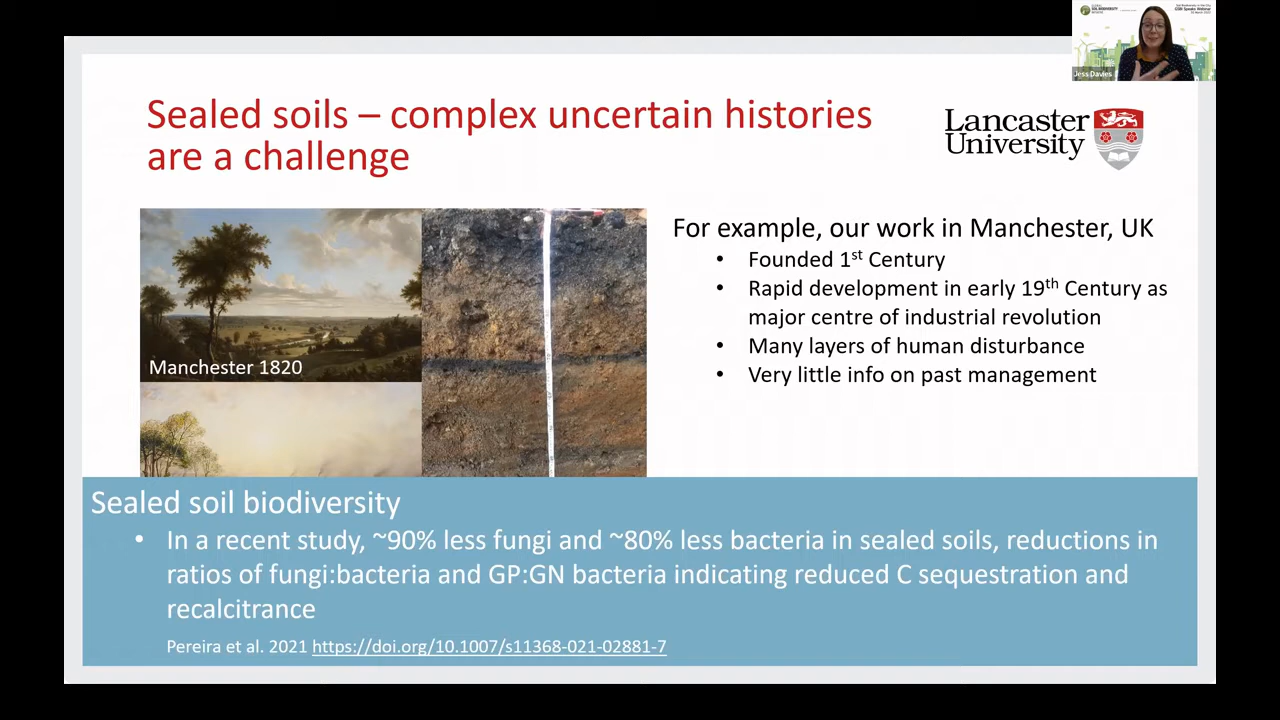 Jess Davies
Sealed soils – complex uncertain histories
are a challenge
Lancaster
University
Manchester 1820
For example, our work in Manchester, UK
• Founded 1st Century
• Rapid development in early 19th Century as
major centre of industrial revolution
• Many layers of human disturbance
• Very little info on past management
Sealed soil biodiversity
• In a recent study, ~90% less fungi and ~80% less bacteria in sealed soils, reductions in
ratios of fungi:bacteria and GP:GN bacteria indicating reduced C sequestration and
recalcitrance
Pereira et al. 2021 https://doi.org/10.1007/s11368-021-02881-7